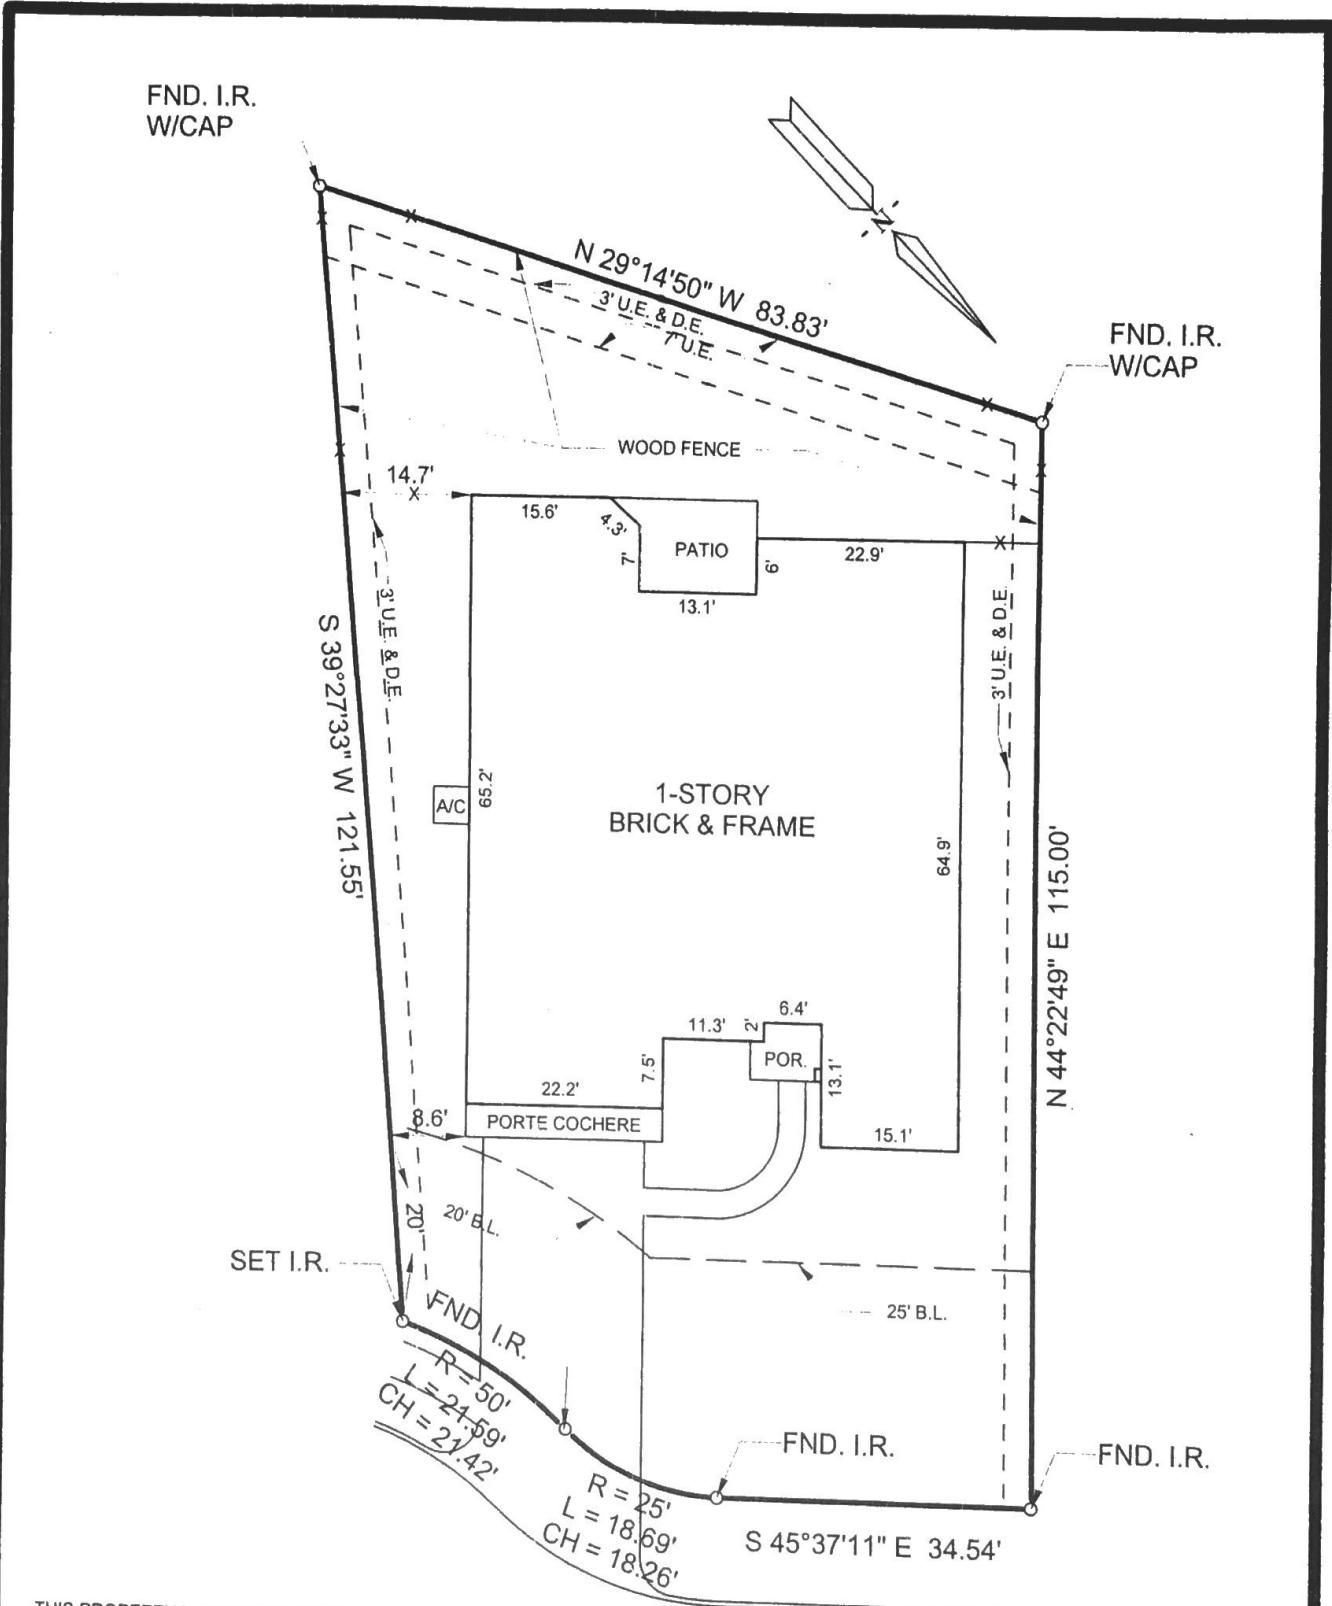 FND. I.R.
W/CAP
N
N 29°14'50" W 83.83'
3' U.E. & D.E.
7' U.E.
FND. I.R.
W/CAP
WOOD FENCE
14.7'
X
X
X
X
X
X
X
15.6'
4.3'
7'
PATIO
6'
22.9'
13.1'
3' U.E. & D.E.
3' U.E. & D.E.
S 39°27'33" W 121.55'
A/C
65.2'
1-STORY
BRICK & FRAME
64.9'
N 44°22'49" E 115.00'
6.4'
11.3'
2'
POR.
7.5'
13.1'
22.2'
8.6'
PORTE COCHERE
15.1'
20'
20' B.L.
SET I.R.
25' B.L.
FND. I.R.
R = 50'
L = 21.59'
CH = 21.42'
FND. I.R.
FND. I.R.
R = 25'
L = 18.69'
CH = 18.26'
S 45°37'11" E 34.54'